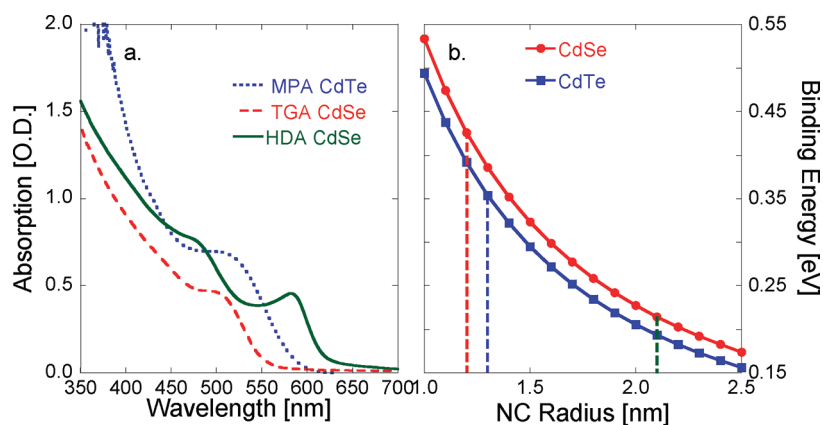 a.
MPA CdTe
TGA CdSe
HDA CdSe
2.0
1.5
1.0
0.5
0.0
Absorption [O.D.]
350 400 450 500 550 600 650 700
Wavelength [nm]
b.
CdSe
CdTe
0.55
0.45
0.35
0.25
0.15
Binding Energy [eV]
1.0 1.5 2.0 2.5
NC Radius [nm]